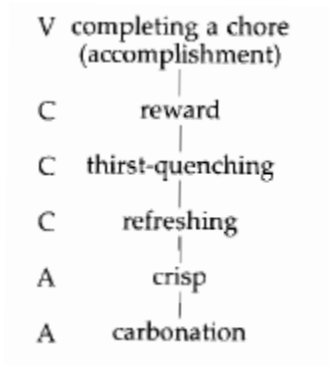 V completing a chore
(accomplishment)
C reward
C thirst-quenching
C refreshing
A crisp
A carbonation